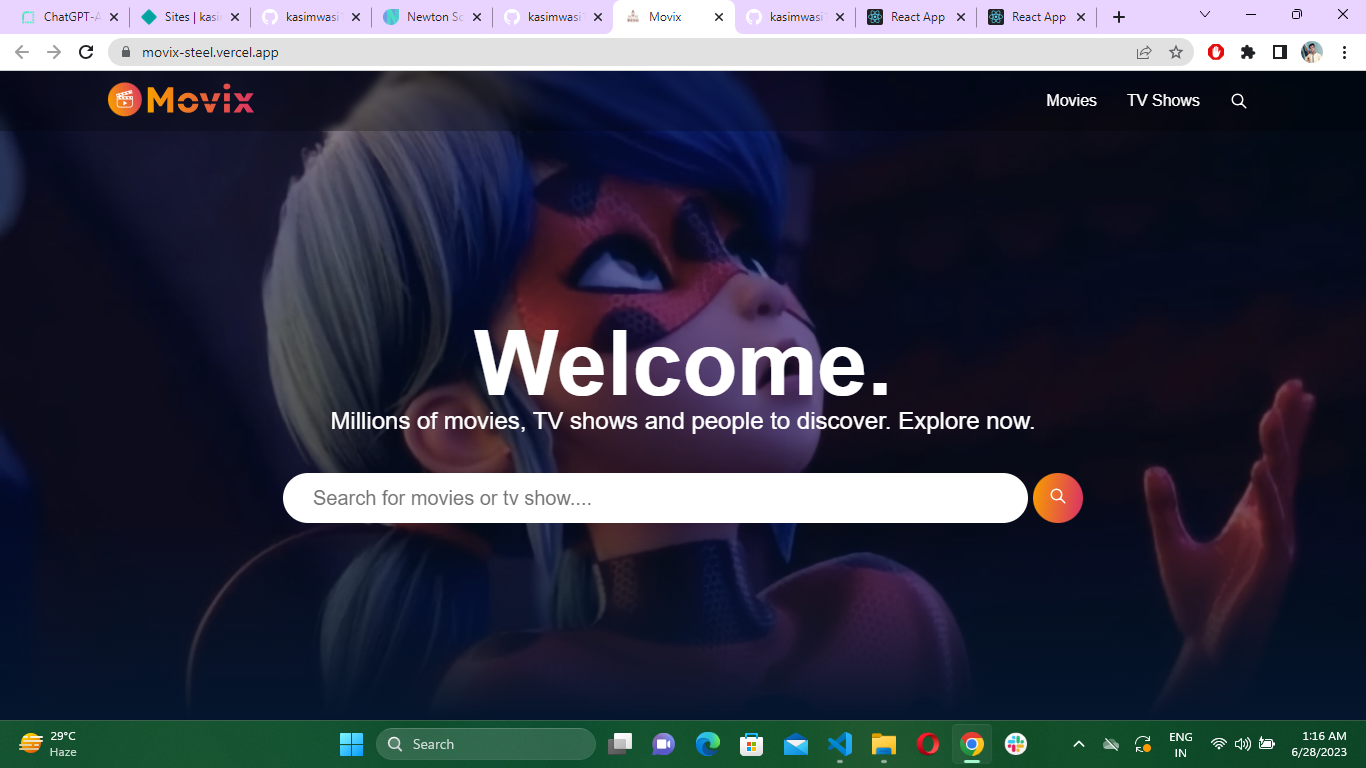 ChatGPT-A
Sites | kasi
kasimwasi
Newton Sc
kasimwasi
Movix
kasimwasi
React App
React App
movix-steel.vercel.app
Movix
Movies
TV Shows
Welcome.
Millions of movies, TV shows and people to discover. Explore now.
Search for movies or tv show....
29°C
Haze
Search
ENG
IN
1:16 AM
6/28/2023